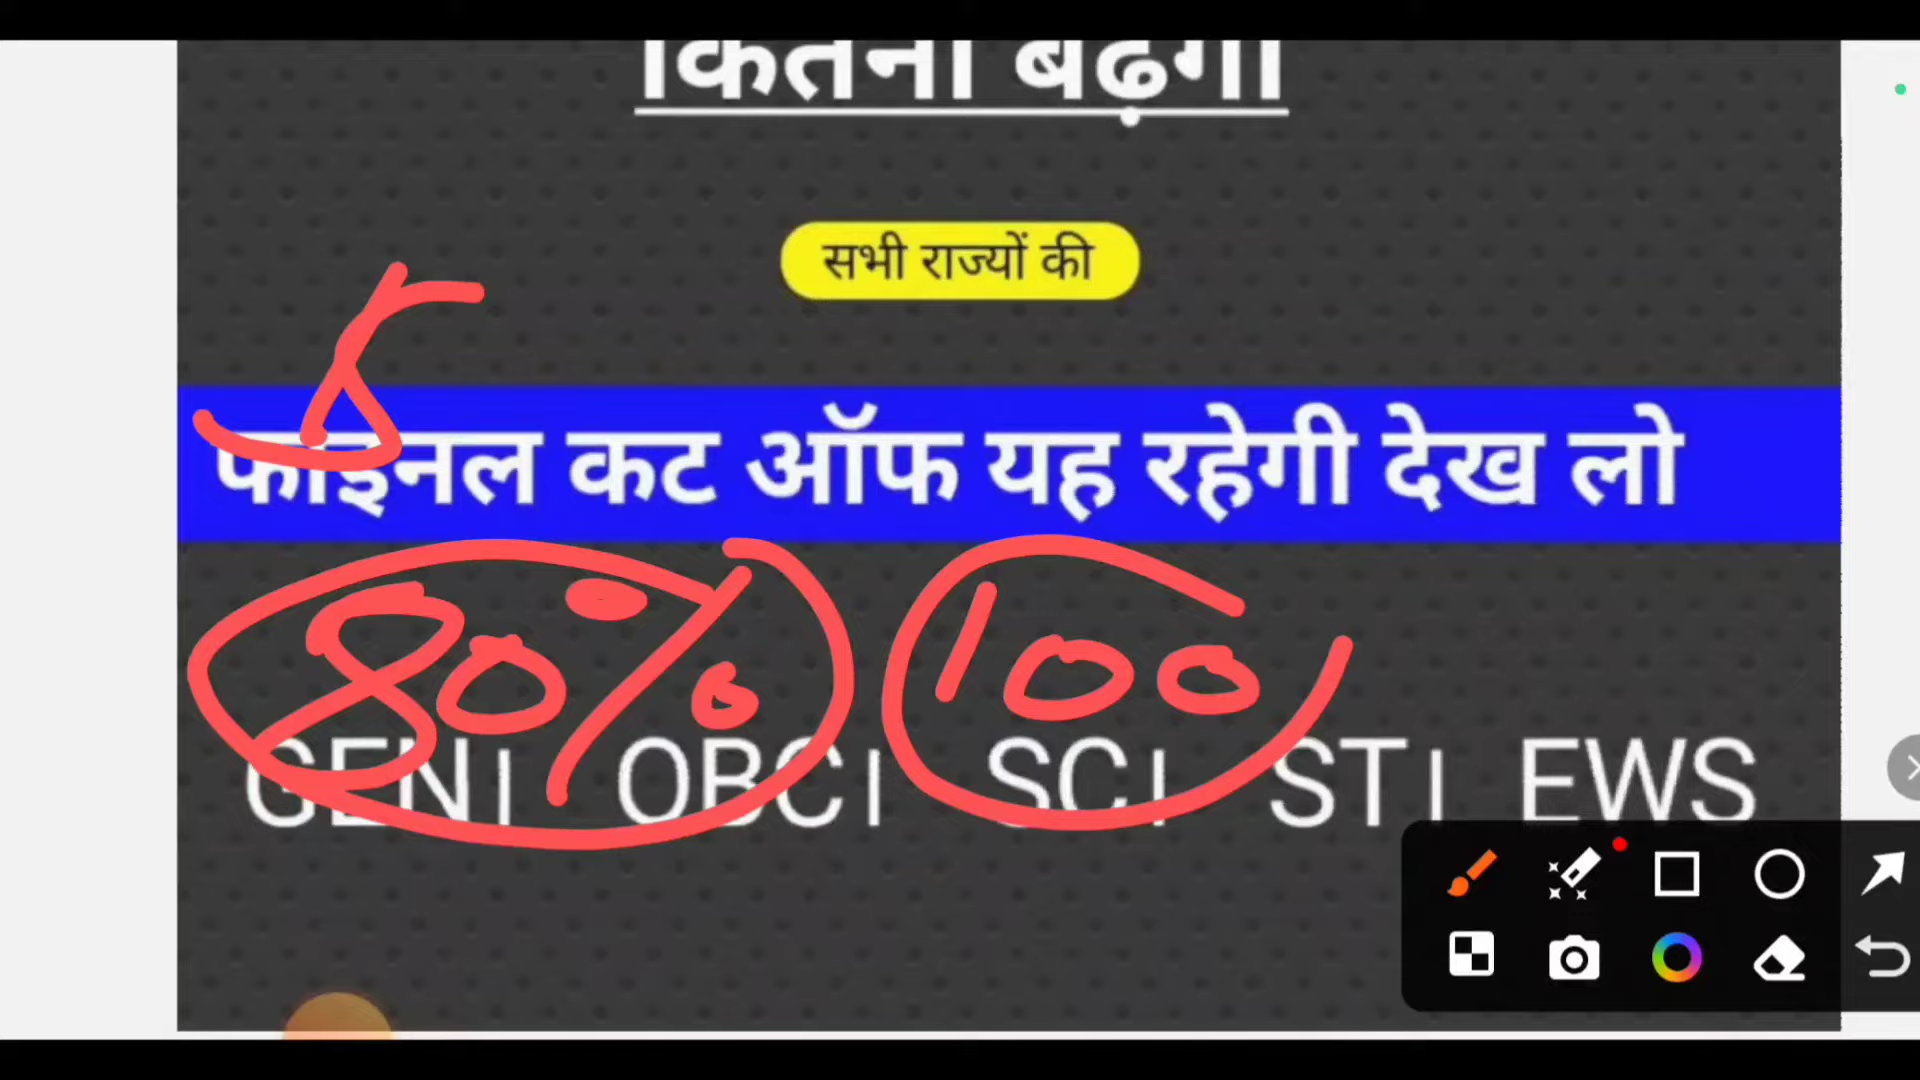 कितनी बढ़ेगी
सभी राज्यों की
फाइनल कट ऑफ यह रहेगी देख लो
80% 100
GEN। OBC। SC। ST। EWS